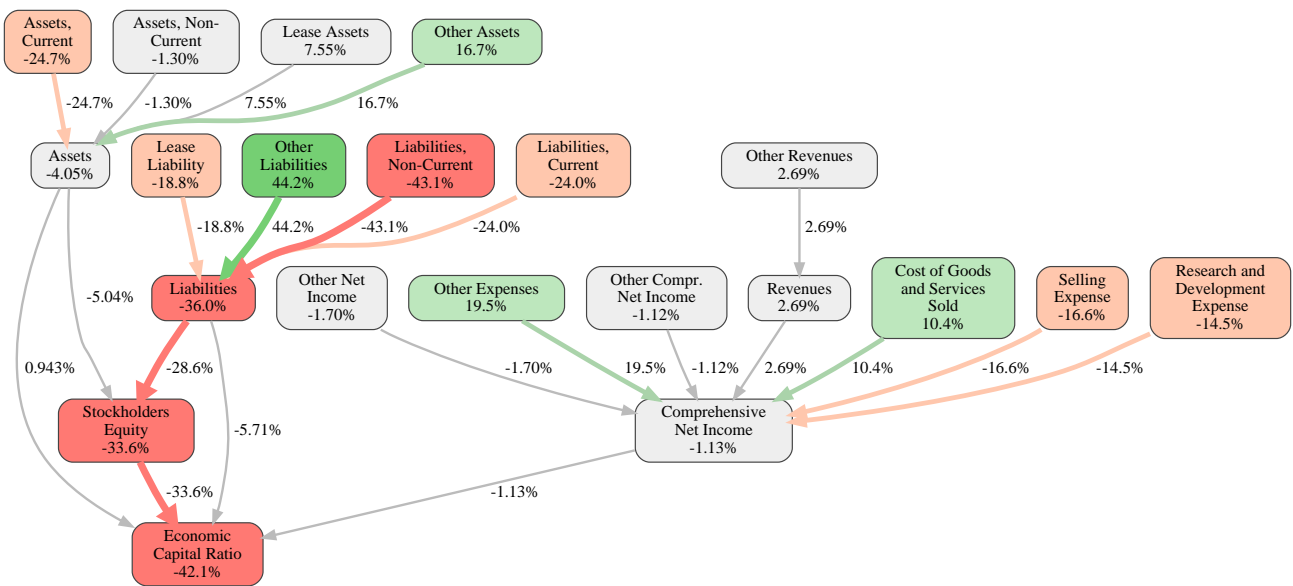 Assets,
Current
-24.7%
Assets, Non-
Current
-1.30%
Lease Assets
7.55%
Other Assets
16.7%
-24.7%
-1.30%
7.55%
16.7%
Assets
-4.05%
Lease
Liability
-18.8%
Other
Liabilities
44.2%
Liabilities,
Non-Current
-43.1%
Liabilities,
Current
-24.0%
Other Revenues
2.69%
-18.8%
44.2%
-43.1%
-24.0%
2.69%
Liabilities
-36.0%
Other Net
Income
-1.70%
Other Expenses
19.5%
Other Compr.
Net Income
-1.12%
Revenues
2.69%
Cost of Goods
and Services
Sold
10.4%
Selling
Expense
-16.6%
Research and
Development
Expense
-14.5%
-5.04%
0.943%
-28.6%
-1.70%
19.5%
-1.12%
2.69%
10.4%
-16.6%
-14.5%
Stockholders
Equity
-33.6%
-5.71%
Comprehensive
Net Income
-1.13%
-33.6%
-1.13%
Economic
Capital Ratio
-42.1%